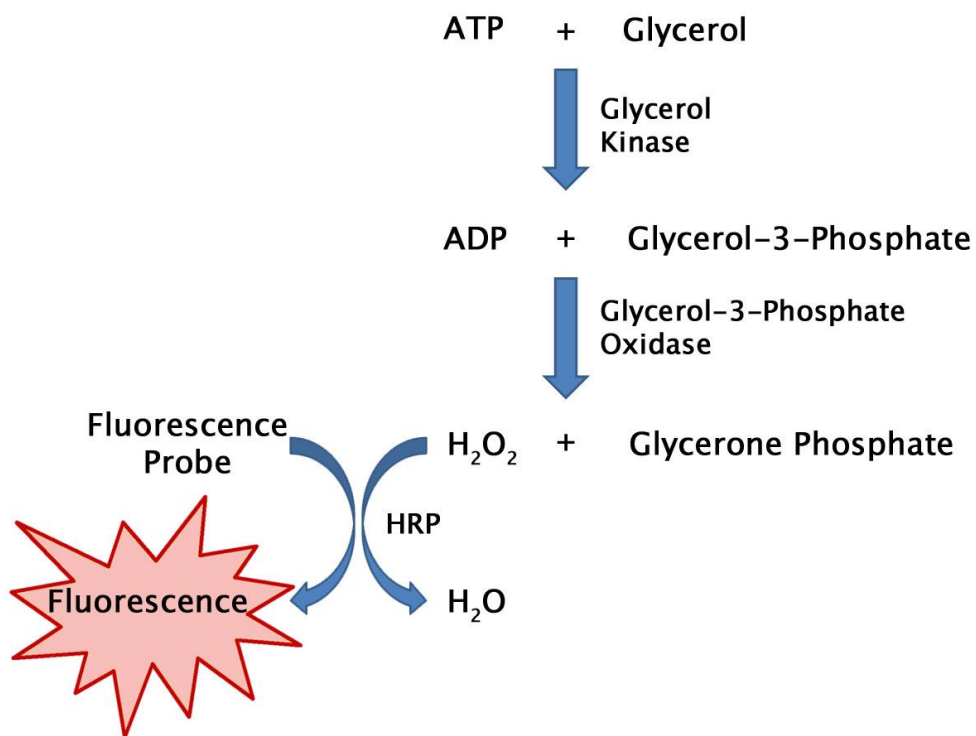 ATP + Glycerol
Glycerol
Kinase
ADP + Glycerol-3-Phosphate
Glycerol-3-Phosphate
Oxidase
Fluorescence
Probe
H₂O₂ + Glycerone Phosphate
HRP
Fluorescence
H₂O